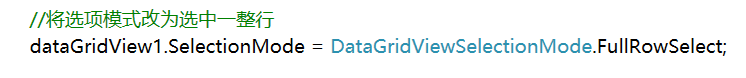 //将选项模式改为选中一整行
dataGridView1.SelectionMode = DataGridViewSelectionMode.FullRowSelect;